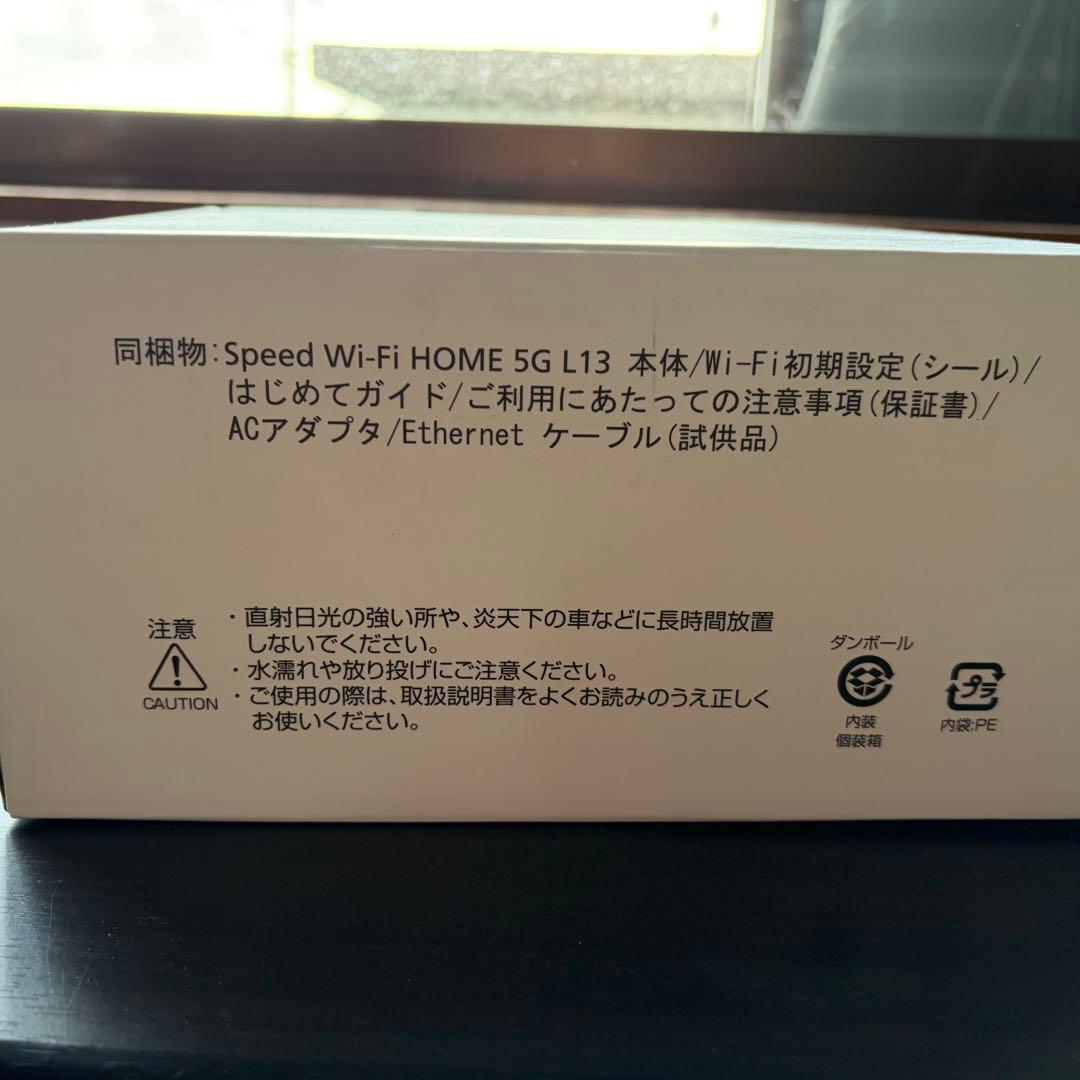 同梱物:Speed Wi-Fi HOME 5G L13 本体/Wi-Fi初期設定(シール)/
はじめてガイド/ご利用にあたっての注意事項(保証書)/
ACアダプタ/Ethernet ケーブル(試供品)
注意
CAUTION
・直射日光の強い所や、炎天下の車などに長時間放置
しないでください。
・水濡れや放り投げにご注意ください。
・ご使用の際は、取扱説明書をよくお読みのうえ正しく
お使いください。
ダンボール
内装
個装箱
プラ
内袋:PE